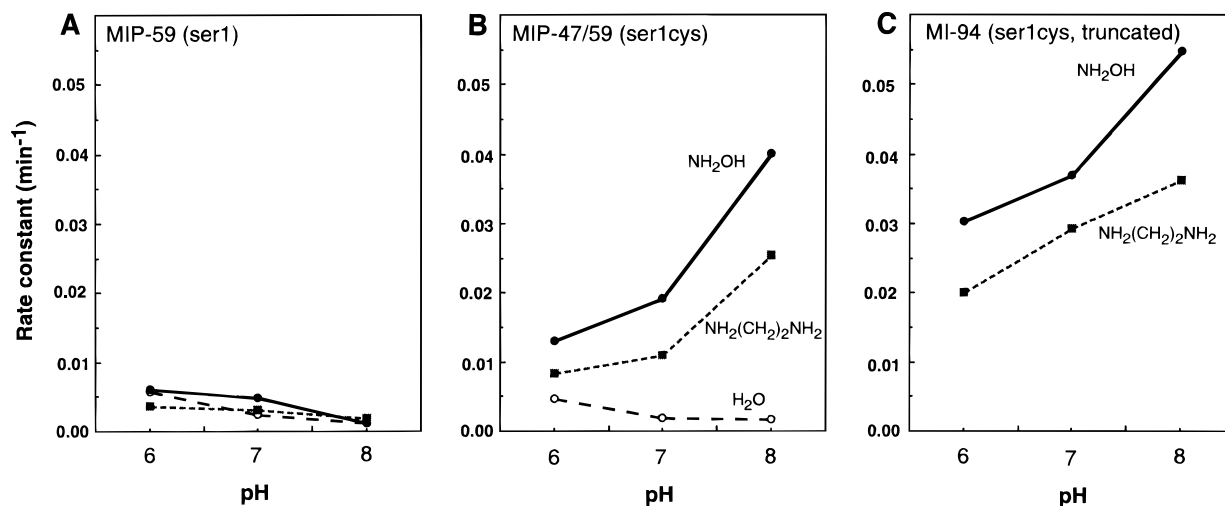 A MIP-59 (ser1)
0.05
0.04
0.03
0.02
0.01
0.00
6 7 8
pH
Rate constant (min⁻¹)
B MIP-47/59 (ser1cys)
0.05
0.04
0.03
0.02
0.01
0.00
NH₂OH
NH₂(CH₂)₂NH₂
H₂O
6 7 8
pH
C MI-94 (ser1cys, truncated)
0.05
0.04
0.03
0.02
0.01
0.00
NH₂OH
NH₂(CH₂)₂NH₂
6 7 8
pH